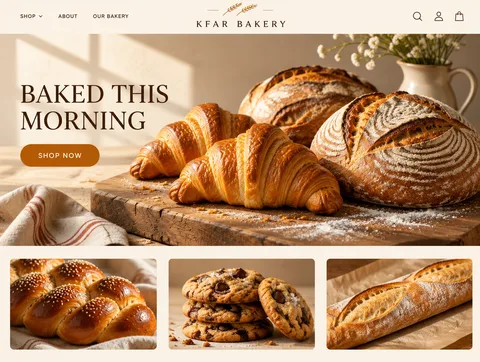 SHOP
ABOUT
OUR BAKERY
KFAR BAKERY
BAKED THIS
MORNING
SHOP NOW